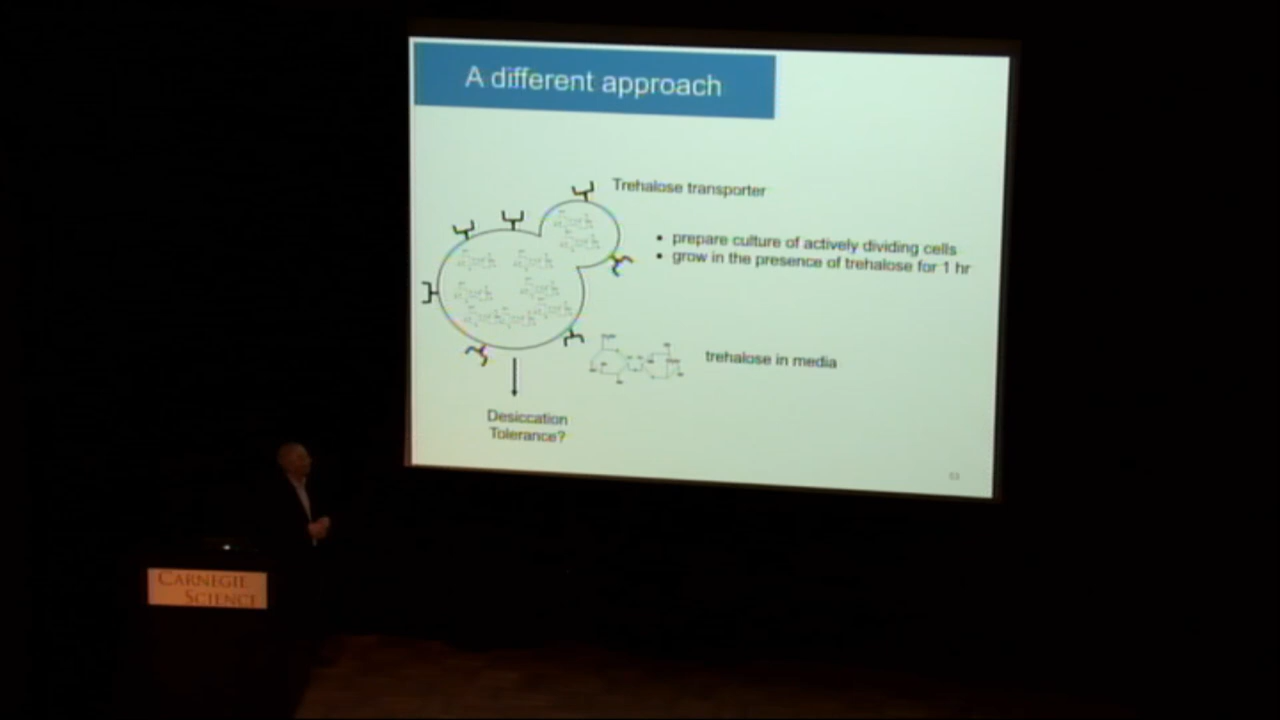 A different approach
Trehalose transporter
• prepare culture of actively dividing cells
• grow in the presence of trehalose for 1 hr
trehalose in media
Desiccation
Tolerance?
CARNEGIE
SCIENCE